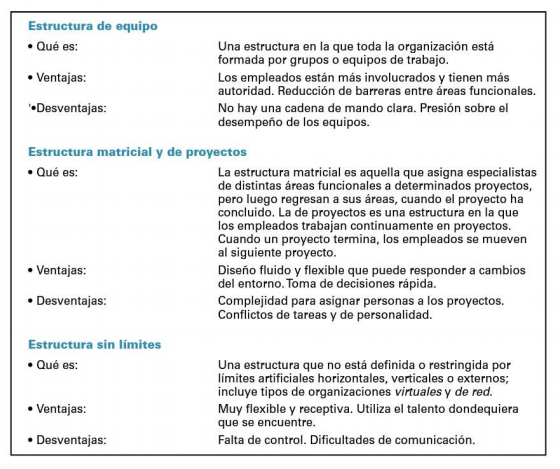 Estructura de equipo
• Qué es: Una estructura en la que toda la organización está
formada por grupos o equipos de trabajo.
• Ventajas: Los empleados están más involucrados y tienen más
autoridad. Reducción de barreras entre áreas funcionales.
'•Desventajas: No hay una cadena de mando clara. Presión sobre el
desempeño de los equipos.
Estructura matricial y de proyectos
• Qué es: La estructura matricial es aquella que asigna especialistas
de distintas áreas funcionales a determinados proyectos,
pero luego regresan a sus áreas, cuando el proyecto ha
concluido. La de proyectos es una estructura en la que
los empleados trabajan continuamente en proyectos.
Cuando un proyecto termina, los empleados se mueven
al siguiente proyecto.
• Ventajas: Diseño fluido y flexible que puede responder a cambios
del entorno. Toma de decisiones rápida.
• Desventajas: Complejidad para asignar personas a los proyectos.
Conflictos de tareas y de personalidad.
Estructura sin límites
• Qué es: Una estructura que no está definida o restringida por
límites artificiales horizontales, verticales o externos;
incluye tipos de organizaciones virtuales y de red.
• Ventajas: Muy flexible y receptiva. Utiliza el talento dondequiera
que se encuentre.
• Desventajas: Falta de control. Dificultades de comunicación.